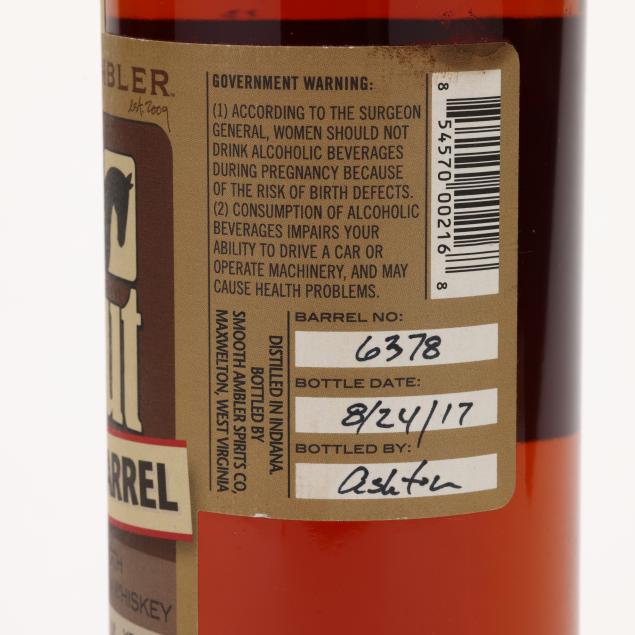 MBLER™
est. 2009
ut
ARREL
WHISKEY
GOVERNMENT WARNING:
(1) ACCORDING TO THE SURGEON
GENERAL, WOMEN SHOULD NOT
DRINK ALCOHOLIC BEVERAGES
DURING PREGNANCY BECAUSE
OF THE RISK OF BIRTH DEFECTS.
(2) CONSUMPTION OF ALCOHOLIC
BEVERAGES IMPAIRS YOUR
ABILITY TO DRIVE A CAR OR
OPERATE MACHINERY, AND MAY
CAUSE HEALTH PROBLEMS.
8 54570 00216 8
DISTILLED IN INDIANA.
BOTTLED BY
SMOOTH AMBLER SPIRITS CO,
MAXWELTON, WEST VIRGINIA
BARREL NO:
6378
BOTTLE DATE:
8/24/17
BOTTLED BY:
Ashton